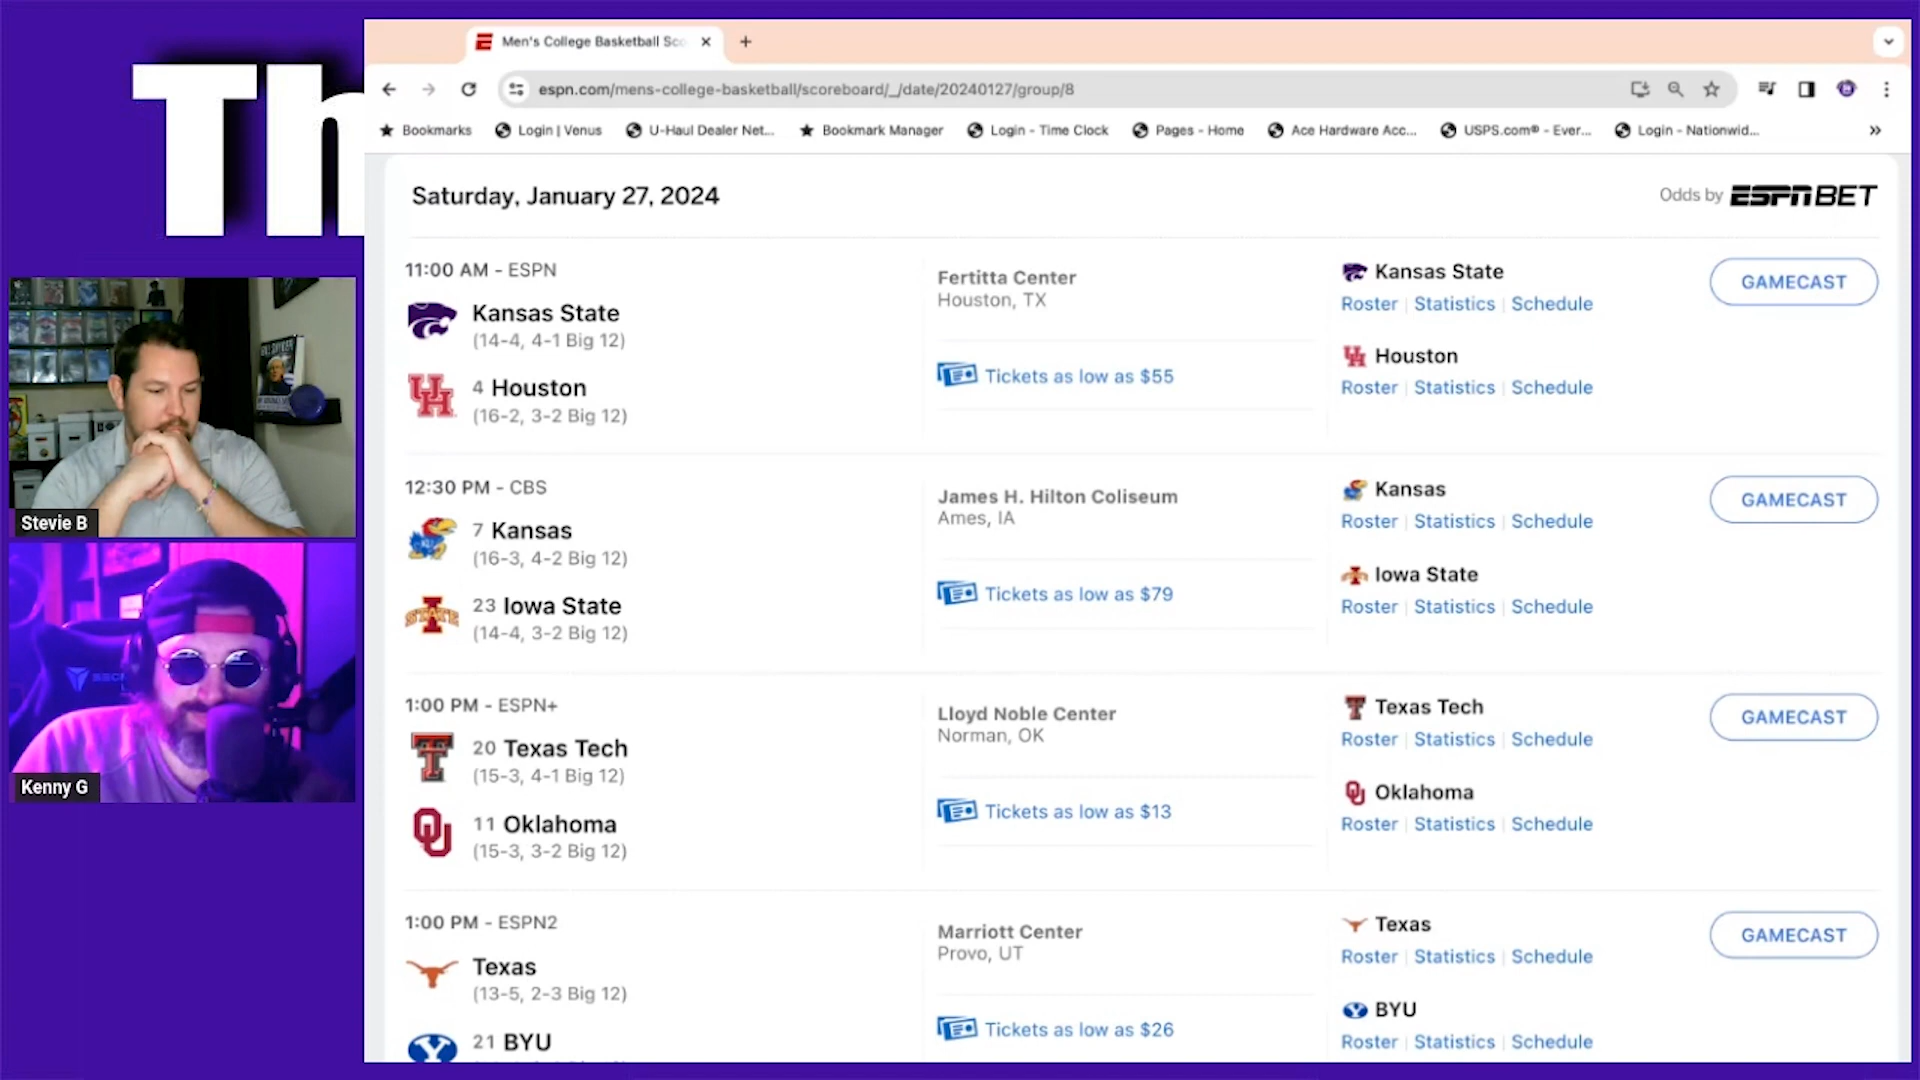 Th
Men's College Basketball Sco
espn.com/mens-college-basketball/scoreboard/_/date/20240127/group/8
Bookmarks
Login | Venus
U-Haul Dealer Net...
Bookmark Manager
Login - Time Clock
Pages - Home
Ace Hardware Acc...
USPS.com® - Ever...
Login - Nationwid...
Saturday, January 27, 2024
Odds by ESPN BET
11:00 AM - ESPN
Kansas State
(14-4, 4-1 Big 12)
4 Houston
(16-2, 3-2 Big 12)
Fertitta Center
Houston, TX
Tickets as low as $55
Kansas State
Roster | Statistics | Schedule
Houston
Roster | Statistics | Schedule
GAMECAST
12:30 PM - CBS
7 Kansas
(16-3, 4-2 Big 12)
STATE
23 Iowa State
(14-4, 3-2 Big 12)
James H. Hilton Coliseum
Ames, IA
Tickets as low as $79
Kansas
Roster | Statistics | Schedule
Iowa State
Roster | Statistics | Schedule
GAMECAST
1:00 PM - ESPN+
20 Texas Tech
(15-3, 4-1 Big 12)
11 Oklahoma
(15-3, 3-2 Big 12)
Lloyd Noble Center
Norman, OK
Tickets as low as $13
Texas Tech
Roster | Statistics | Schedule
Oklahoma
Roster | Statistics | Schedule
GAMECAST
1:00 PM - ESPN2
Texas
(13-5, 2-3 Big 12)
21 BYU
Marriott Center
Provo, UT
Tickets as low as $26
Texas
Roster | Statistics | Schedule
BYU
Roster | Statistics | Schedule
GAMECAST
BILL SNYDER
Stevie B
Kenny G